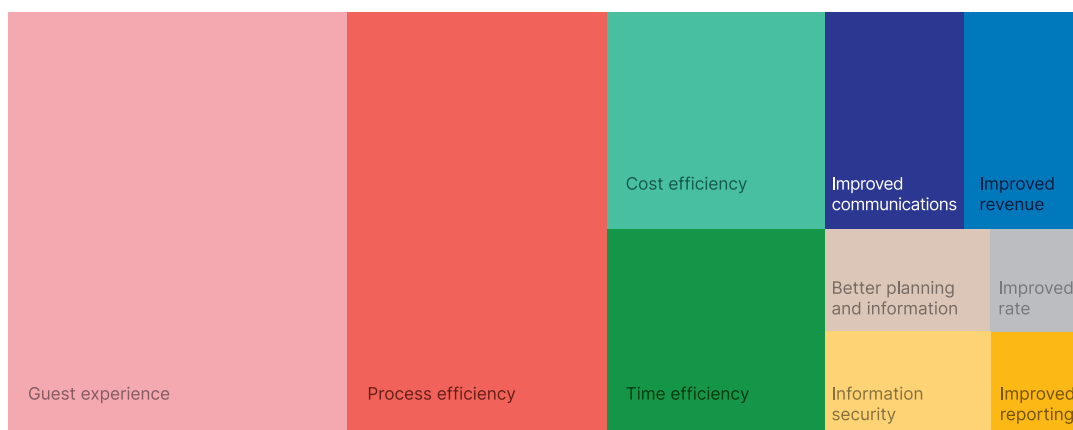 Cost efficiency
Improved
communications
Improved
revenue
Better planning
and information
Improved
rate
Guest experience
Process efficiency
Time efficiency
Information
security
Improved
reporting